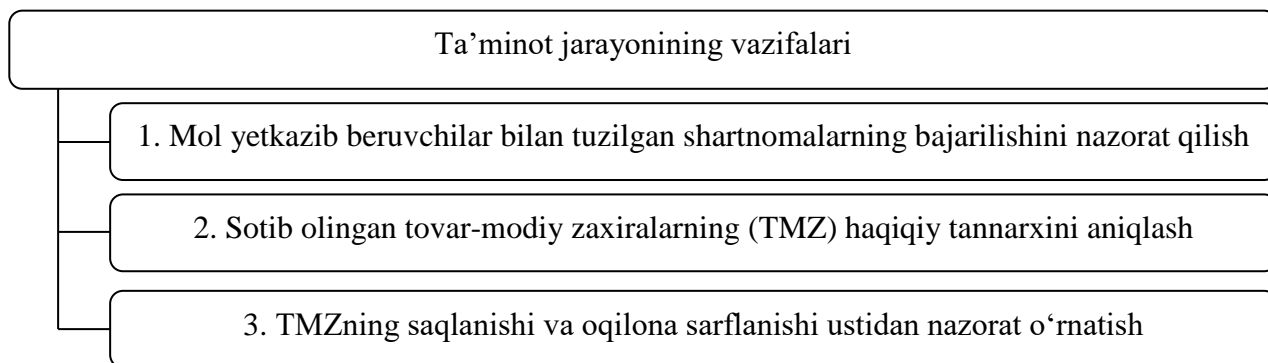 Ta’minot jarayonining vazifalari
1. Mol yetkazib beruvchilar bilan tuzilgan shartnomalarning bajarilishini nazorat qilish
2. Sotib olingan tovar-modiy zaxiralarning (TMZ) haqiqiy tannarxini aniqlash
3. TMZning saqlanishi va oqilona sarflanishi ustidan nazorat o‘rnatish